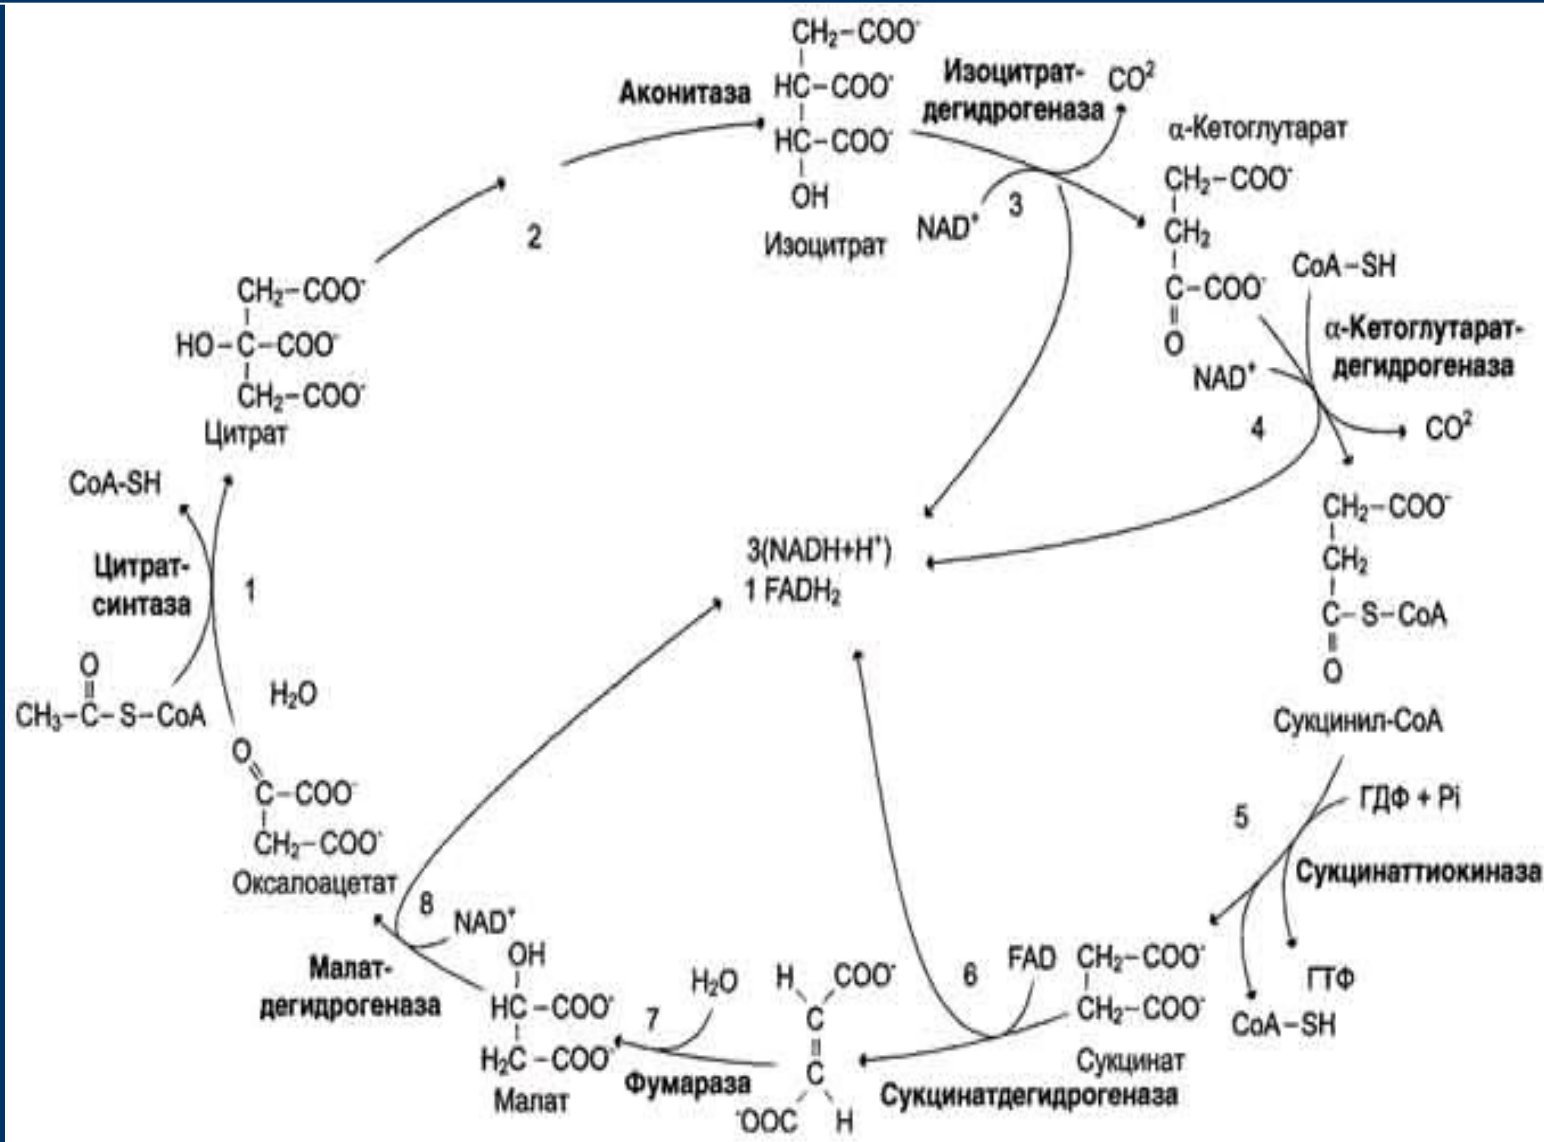 CH₂–COO⁻
HC–COO⁻
HC–COO⁻
OH
Изоцитрат
Аконитаза
Изоцитрат-
дегидрогеназа
CO²
NAD⁺
3
α-Кетоглутарат
CH₂–COO⁻
CH₂
C–COO⁻
O
CoA–SH
α-Кетоглутарат-
дегидрогеназа
NAD⁺
4
CO²
2
CH₂–COO⁻
HO–C–COO⁻
CH₂–COO⁻
Цитрат
CoA-SH
Цитрат-
синтаза
1
O
CH₃–C–S–CoA
H₂O
O
C–COO⁻
CH₂–COO⁻
Оксалоацетат
3(NADH+H⁺)
1 FADH₂
CH₂–COO⁻
CH₂
C–S–CoA
O
Сукцинил-CoA
5
ГДФ + Pi
Сукцинаттиокиназа
ГТФ
CoA–SH
CH₂–COO⁻
CH₂–COO⁻
Сукцинат
FAD
6
Сукцинатдегидрогеназа
H
COO⁻
C
C
⁻OOC
H
H₂O
7
Фумараза
OH
HC–COO⁻
H₂C–COO⁻
Малат
8
NAD⁺
Малат-
дегидрогеназа